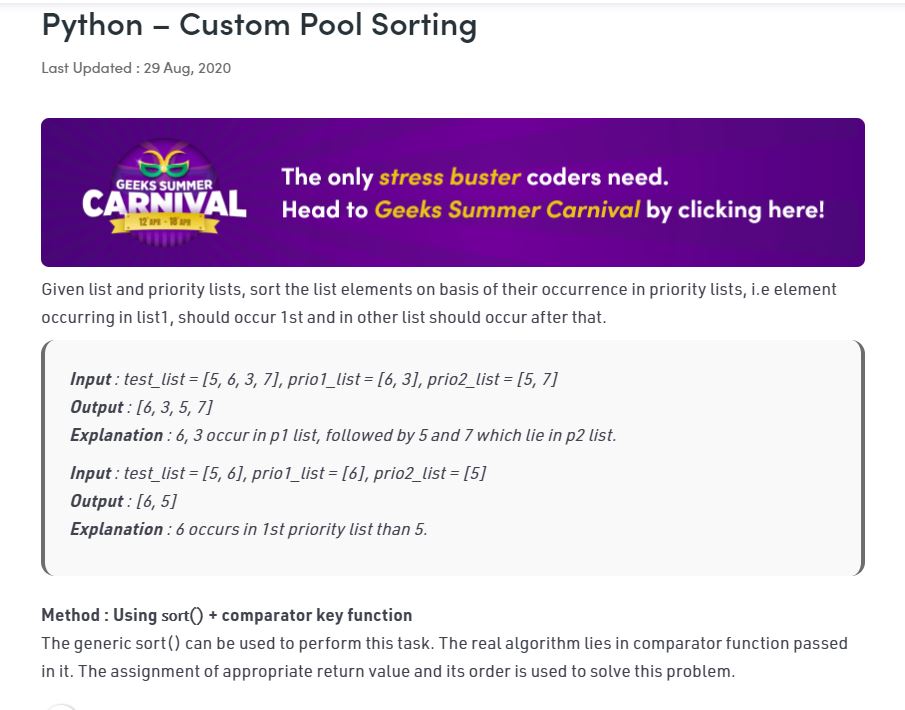 Python – Custom Pool Sorting
Last Updated : 29 Aug, 2020
GEEKS SUMMER
CARNIVAL
12 APR - 18 APR
The only stress buster coders need.
Head to Geeks Summer Carnival by clicking here!
Given list and priority lists, sort the list elements on basis of their occurrence in priority lists, i.e element
occurring in list1, should occur 1st and in other list should occur after that.
Input : test_list = [5, 6, 3, 7], prio1_list = [6, 3], prio2_list = [5, 7]
Output : [6, 3, 5, 7]
Explanation : 6, 3 occur in p1 list, followed by 5 and 7 which lie in p2 list.
Input : test_list = [5, 6], prio1_list = [6], prio2_list = [5]
Output : [6, 5]
Explanation : 6 occurs in 1st priority list than 5.
Method : Using sort() + comparator key function
The generic sort() can be used to perform this task. The real algorithm lies in comparator function passed
in it. The assignment of appropriate return value and its order is used to solve this problem.